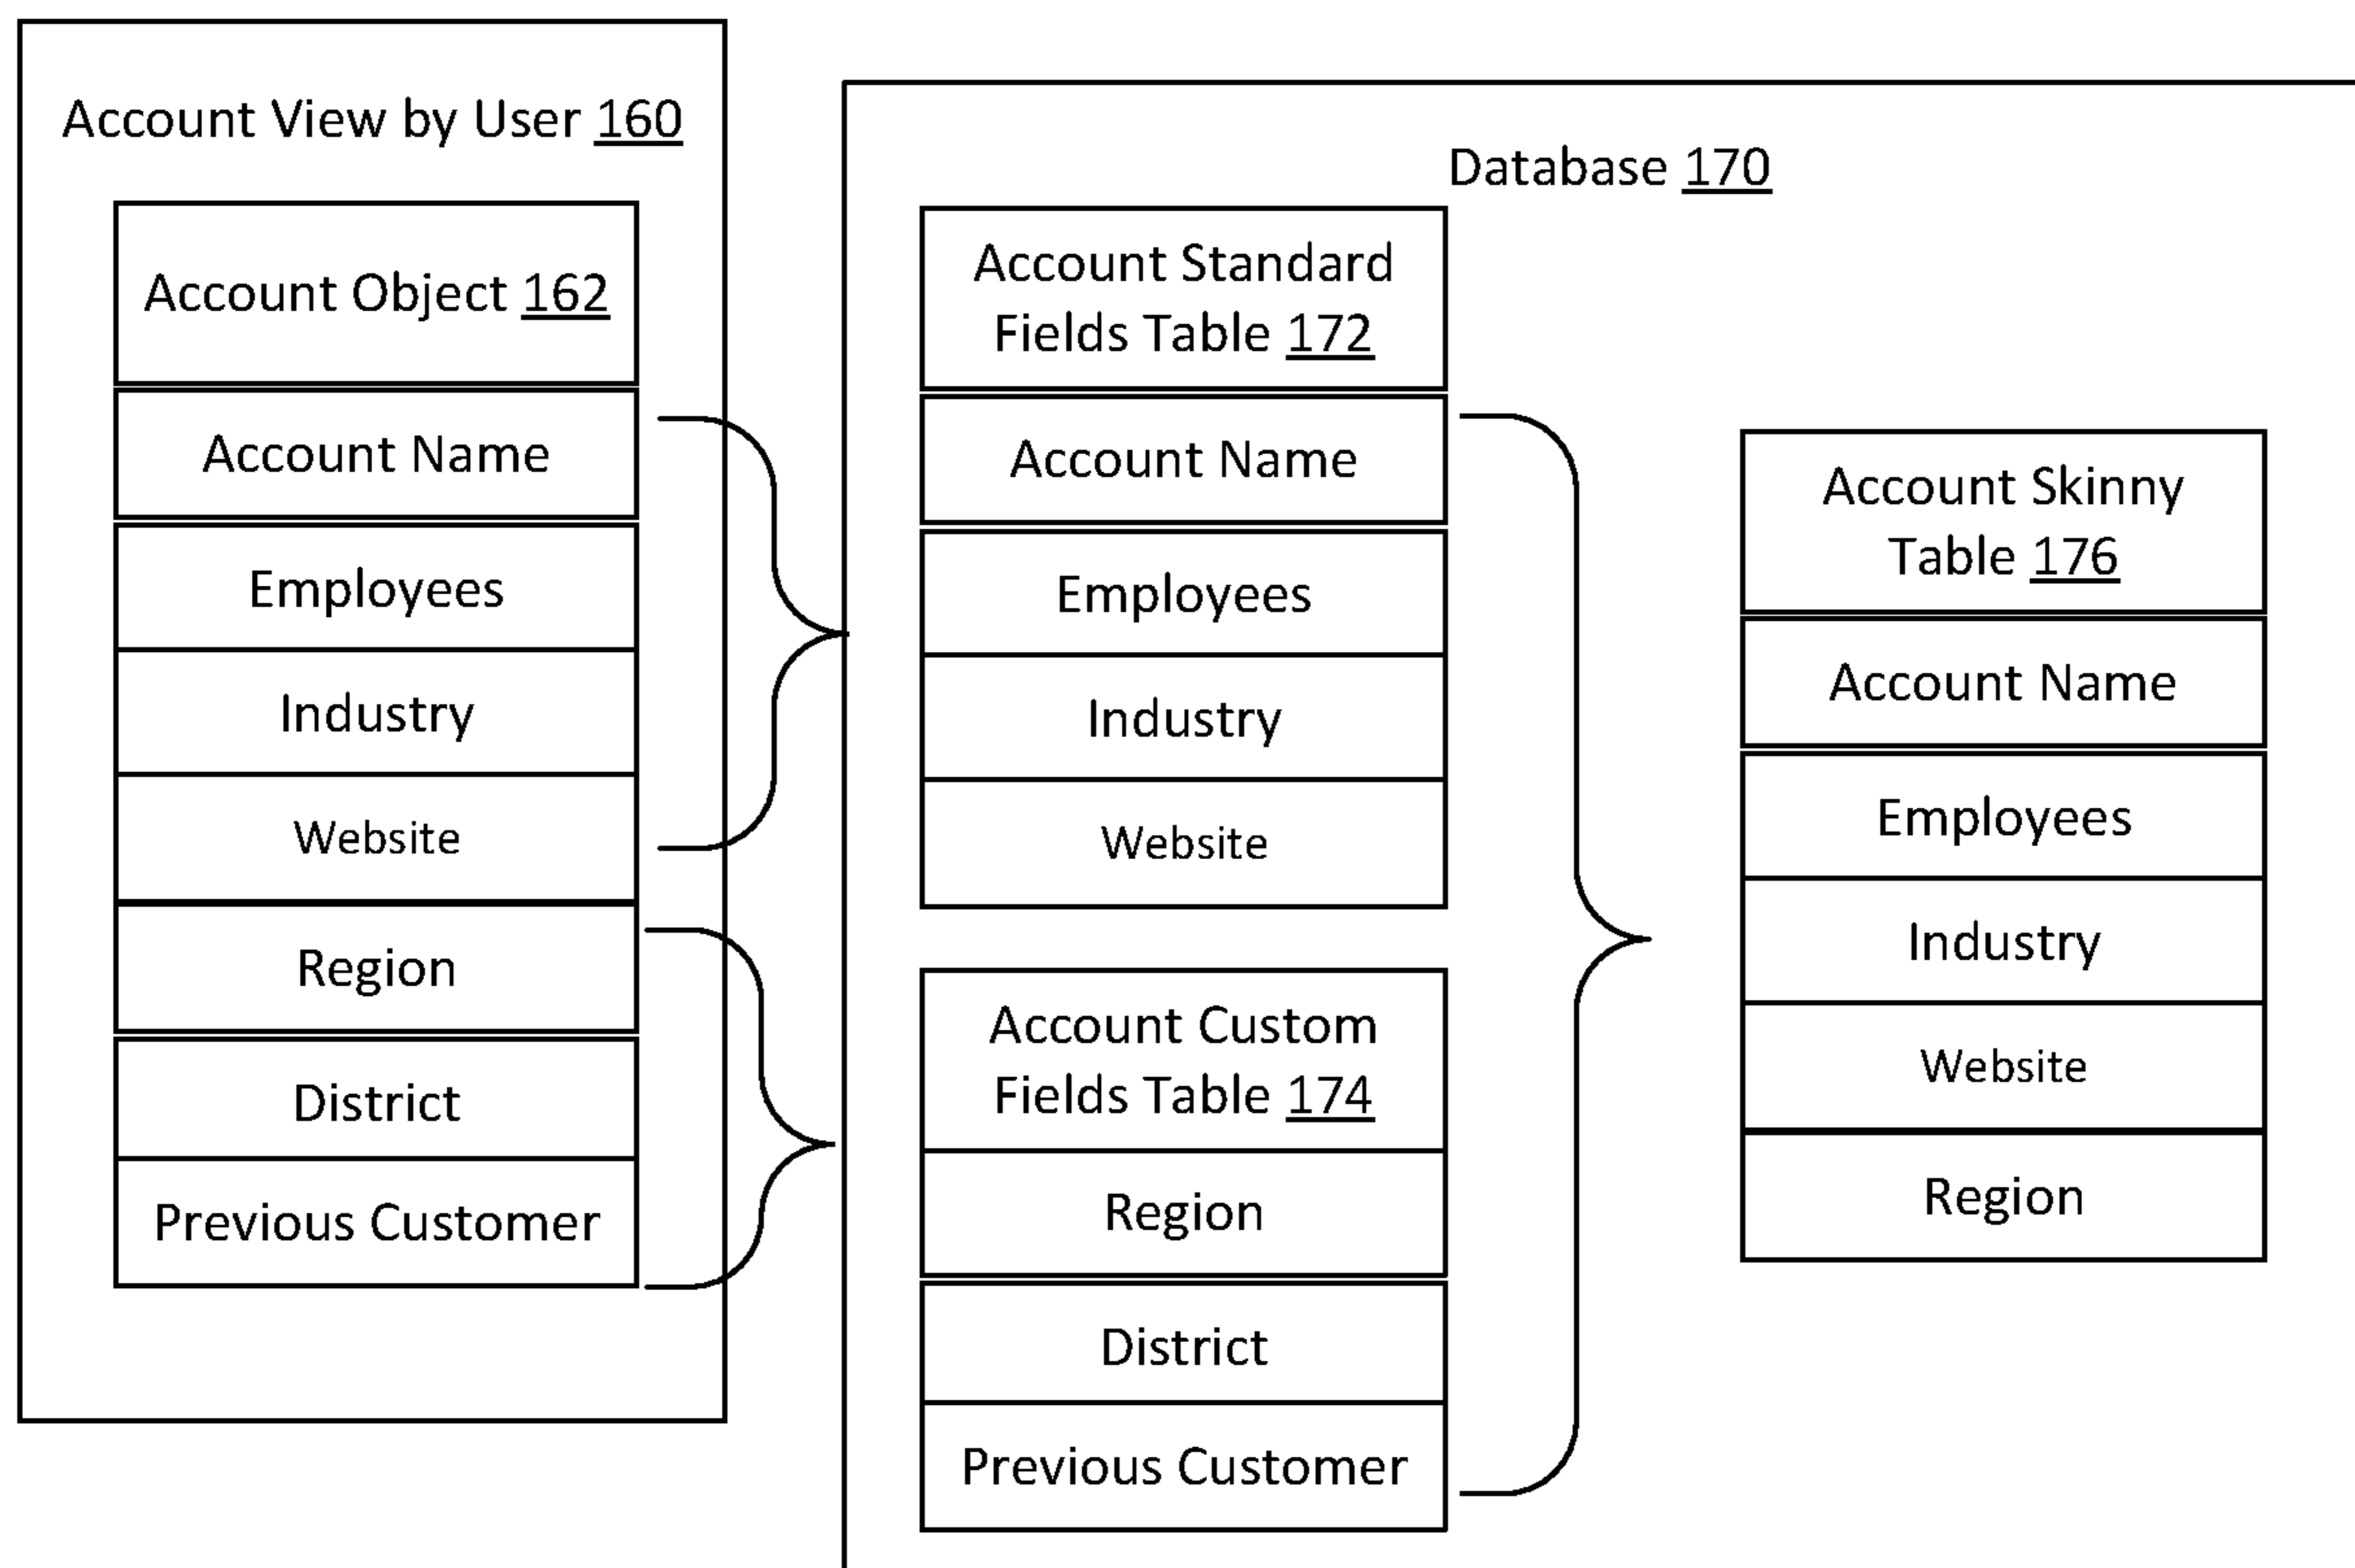 Account View by User 160
Account Object 162
Account Name
Employees
Industry
Website
Region
District
Previous Customer
Database 170
Account Standard
Fields Table 172
Account Name
Employees
Industry
Website
Account Custom
Fields Table 174
Region
District
Previous Customer
Account Skinny
Table 176
Account Name
Employees
Industry
Website
Region